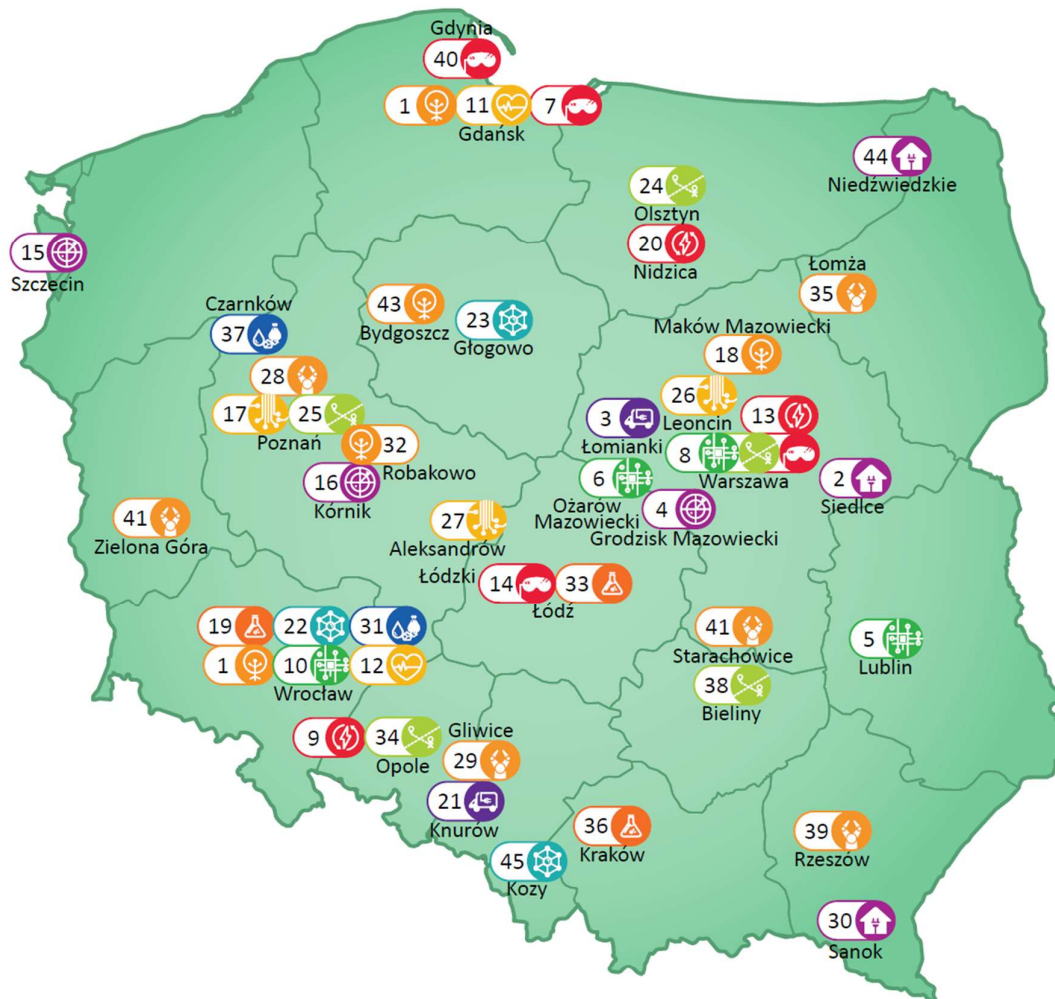 Gdynia
40
1 11 7
Gdańsk
44
Niedźwiedzkie
24
Olsztyn
20
Nidzica
15
Szczecin
Łomża
35
Czarnków
37
43
Bydgoszcz
23
Głogowo
Maków Mazowiecki
18
28
17 25
Poznań
26
Leoncin
13
3
Łomianki
8
Warszawa
32
Robakowo
16
Kórnik
6
Ożarów
Mazowiecki
2
Siedlce
4
Grodzisk Mazowiecki
41
Zielona Góra
27
Aleksandrów
Łódzki
14 33
Łódź
19 22 31
1 10 12
Wrocław
41
Starachowice
5
Lublin
38
Bieliny
9 34
Opole
Gliwice
29
21
Knurów
36
Kraków
39
Rzeszów
45
Kozy
30
Sanok